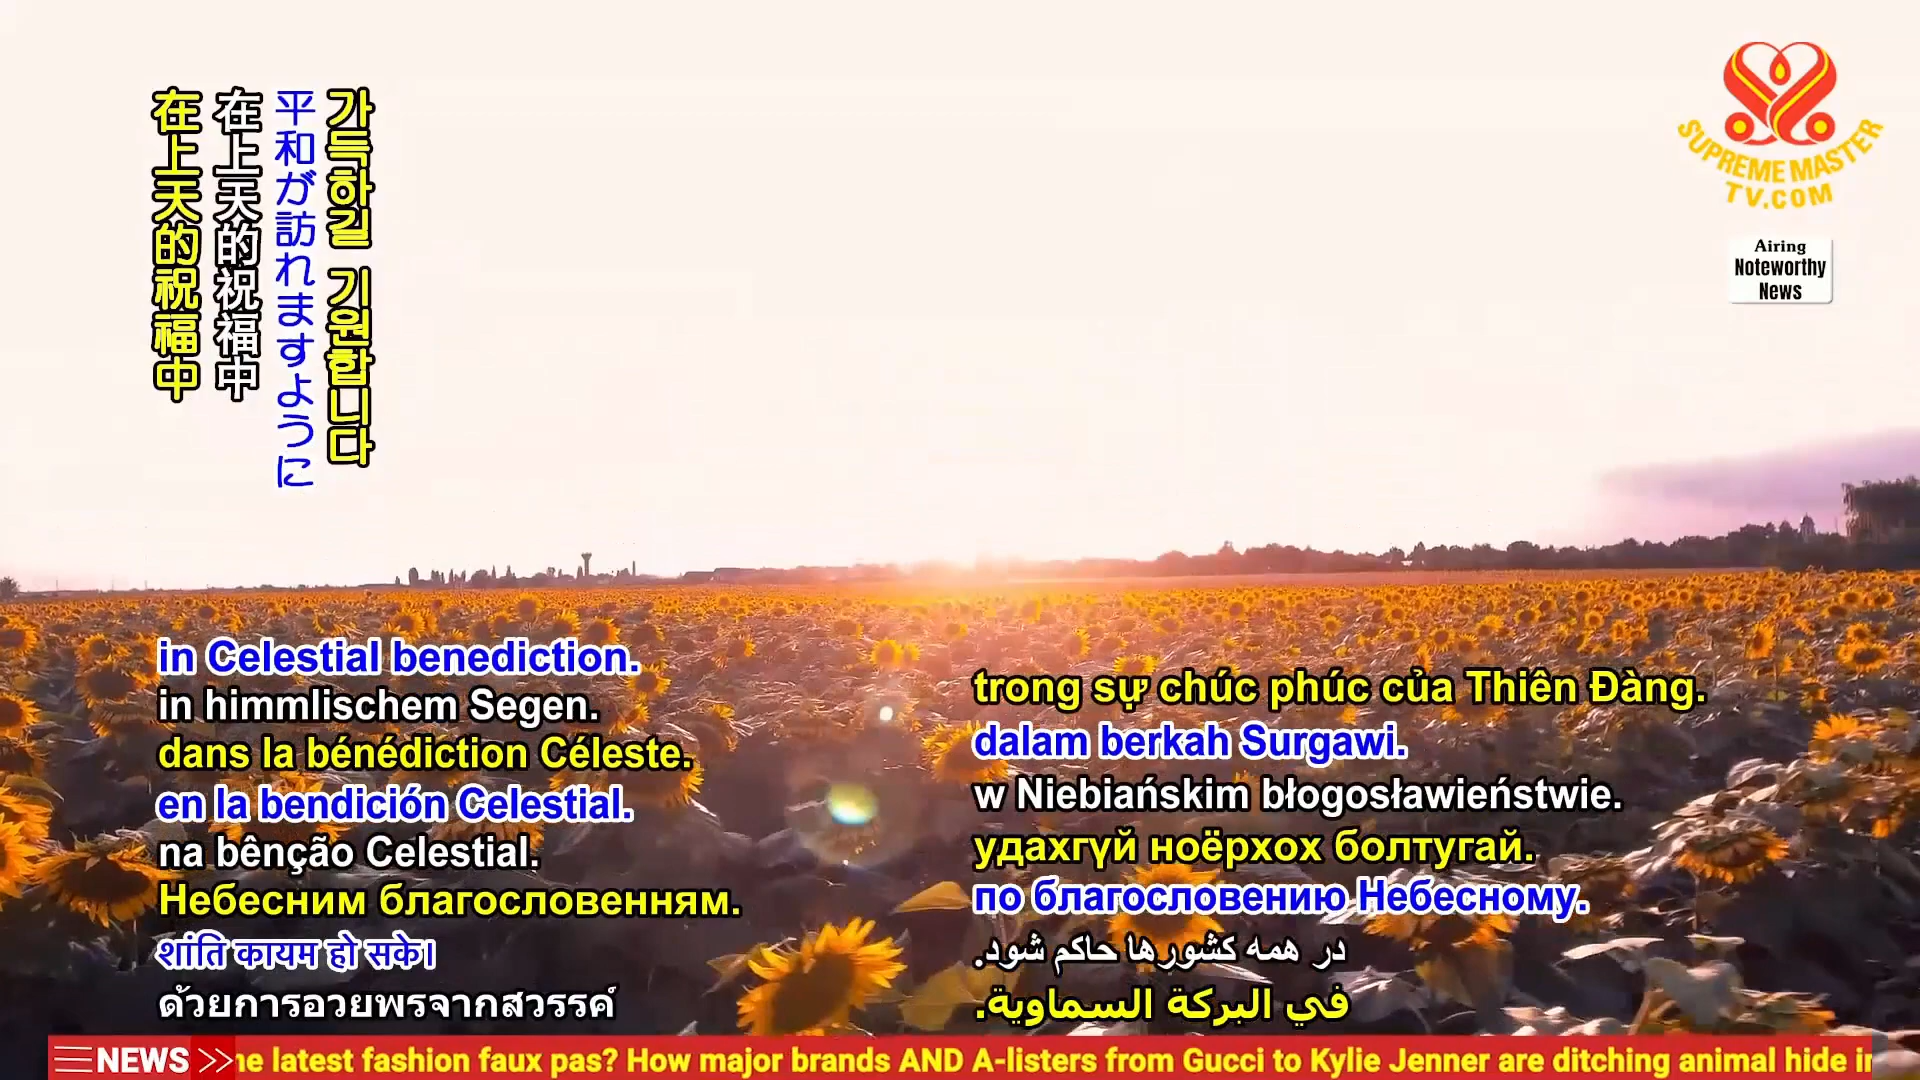 가득하길 기원합니다
平和が訪れますように
在上天的祝福中
在上天的祝福中
SUPREME MASTER
TV.COM
Airing
Noteworthy
News
in Celestial benediction.
in himmlischem Segen.
dans la bénédiction Céleste.
en la bendición Celestial.
na bênção Celestial.
Небесним благословенням.
शांति कायम हो सके।
ด้วยการอวยพรจากสวรรค์
trong sự chúc phúc của Thiên Đàng.
dalam berkah Surgawi.
w Niebiańskim błogosławieństwie.
удахгүй ноёрхох болтугай.
по благословению Небесному.
در همه کشورها حاکم شود.
في البركة السماوية.
NEWS >> he latest fashion faux pas? How major brands AND A-listers from Gucci to Kylie Jenner are ditching animal hide in